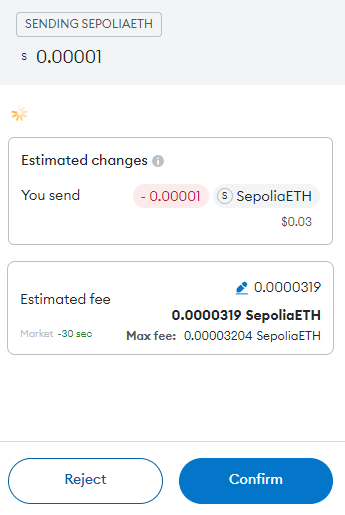 SENDING SEPOLIAETH
S 0.00001
Estimated changes
You send - 0.00001 S SepoliaETH
$0.03
0.0000319
Estimated fee
0.0000319 SepoliaETH
Market ~30 sec Max fee: 0.00003204 SepoliaETH
Reject Confirm